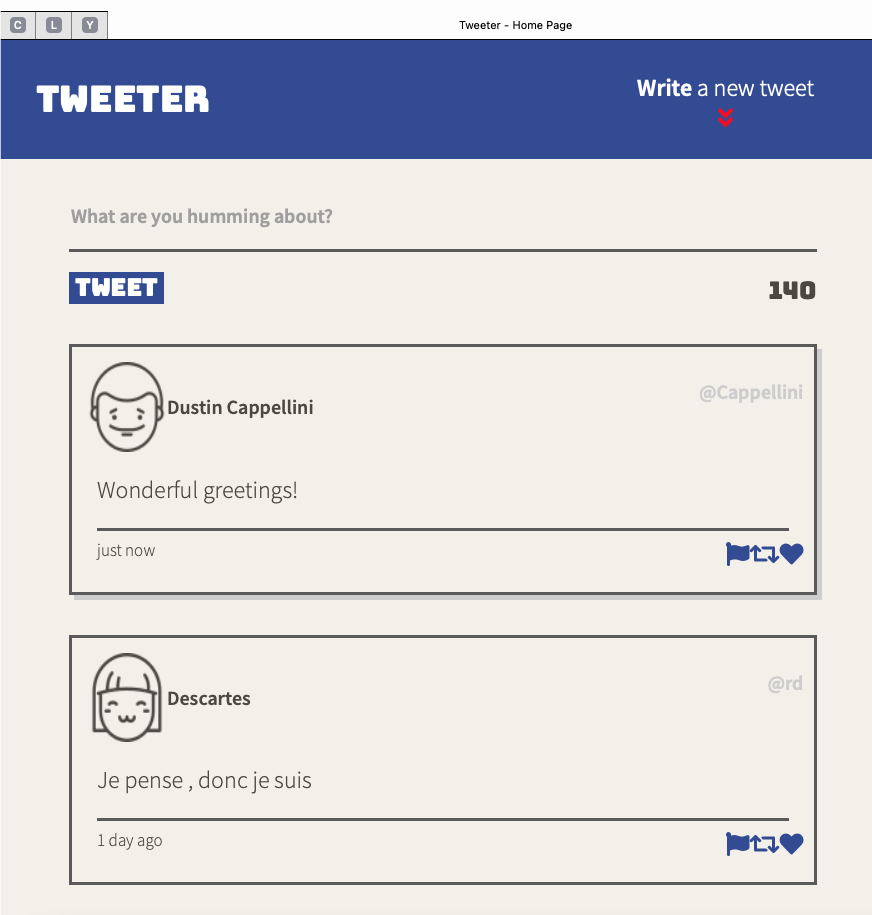 C L Y
Tweeter - Home Page
TWEETER
Write a new tweet
What are you humming about?
TWEET
140
Dustin Cappellini
@Cappellini
Wonderful greetings!
just now
Descartes
@rd
Je pense , donc je suis
1 day ago